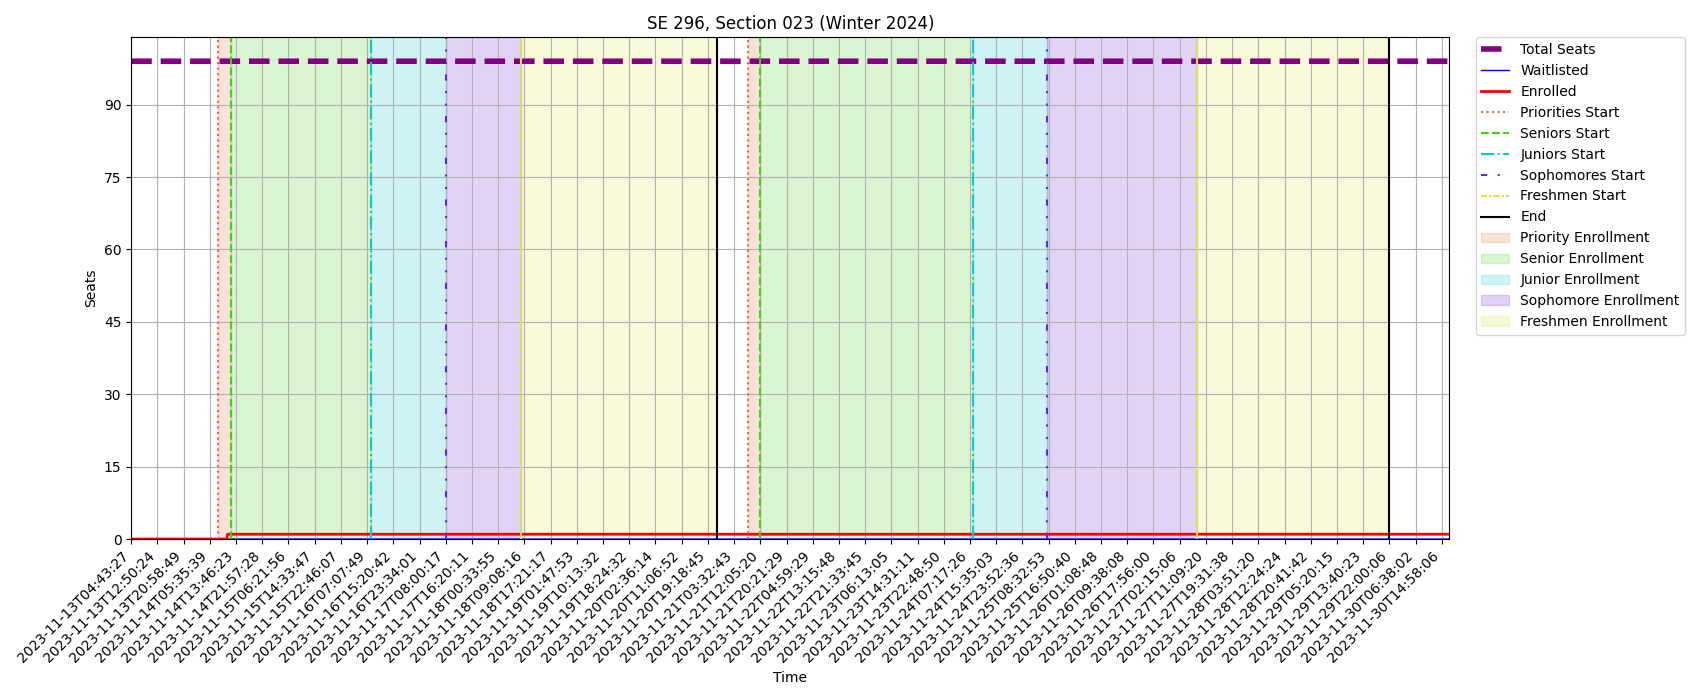 SE 296, Section 023 (Winter 2024)
Total Seats
Waitlisted
Enrolled
Priorities Start
Seniors Start
Juniors Start
Sophomores Start
Freshmen Start
End
Priority Enrollment
Senior Enrollment
Junior Enrollment
Sophomore Enrollment
Freshmen Enrollment
Seats
90
75
60
45
30
15
0
2023-11-13T04:43:27
2023-11-13T12:50:24
2023-11-13T20:58:49
2023-11-14T05:35:39
2023-11-14T13:46:23
2023-11-14T21:57:28
2023-11-15T06:21:56
2023-11-15T14:33:47
2023-11-15T22:46:07
2023-11-16T07:07:49
2023-11-16T15:20:42
2023-11-16T23:34:01
2023-11-17T08:00:17
2023-11-17T16:20:11
2023-11-18T00:33:55
2023-11-18T09:08:16
2023-11-18T17:21:17
2023-11-19T01:47:53
2023-11-19T10:13:32
2023-11-19T18:24:32
2023-11-20T02:36:14
2023-11-20T11:06:52
2023-11-20T19:18:45
2023-11-21T03:32:43
2023-11-21T12:05:20
2023-11-21T20:21:29
2023-11-22T04:59:29
2023-11-22T13:15:48
2023-11-22T21:33:45
2023-11-23T06:13:05
2023-11-23T14:31:11
2023-11-23T22:48:50
2023-11-24T07:17:26
2023-11-24T15:35:03
2023-11-24T23:52:36
2023-11-25T08:32:53
2023-11-25T16:50:40
2023-11-26T01:08:48
2023-11-26T09:38:08
2023-11-26T17:56:00
2023-11-27T02:15:06
2023-11-27T11:09:20
2023-11-27T19:31:38
2023-11-28T03:51:20
2023-11-28T12:24:24
2023-11-28T20:41:42
2023-11-29T05:20:15
2023-11-29T13:40:23
2023-11-29T22:00:06
2023-11-30T06:38:02
2023-11-30T14:58:06
Time